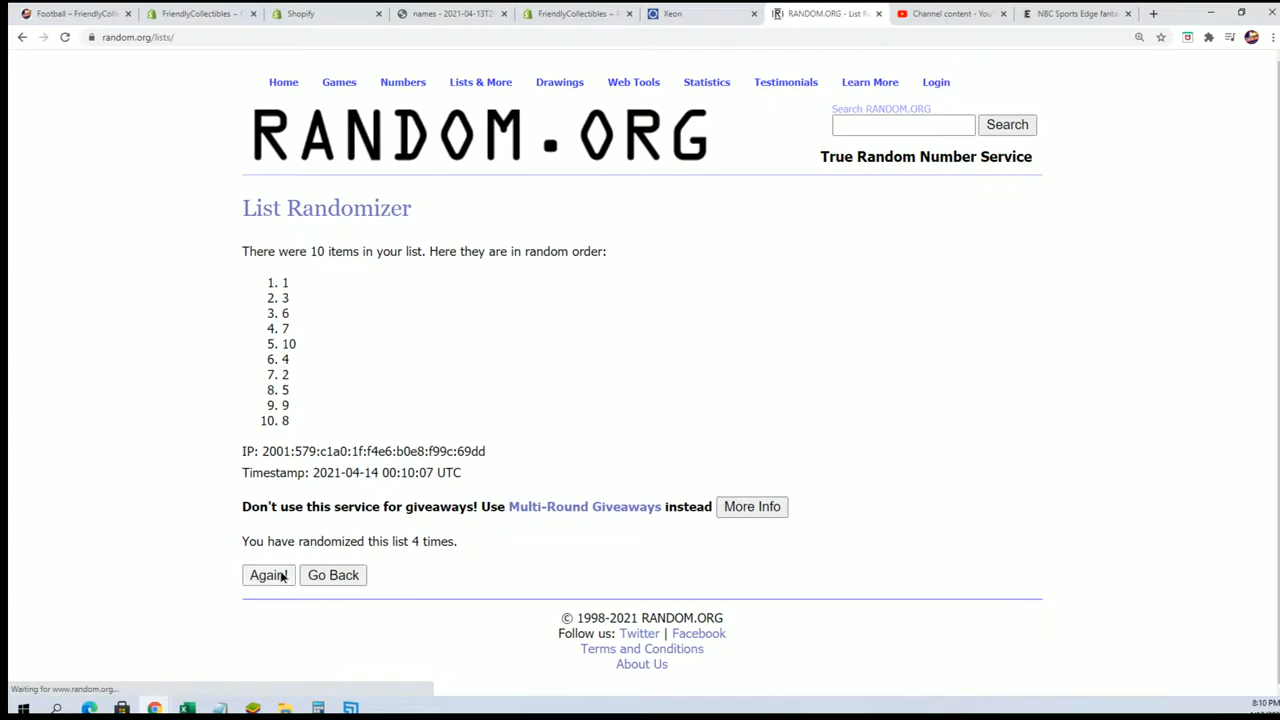 Football – FriendlyColl
FriendlyCollectibles ~
Shopify
names - 2021-04-13T2
FriendlyCollectibles ~
Xeon
RANDOM.ORG - List R
Channel content - You
NBC Sports Edge fanta
random.org/lists/
Home Games Numbers Lists & More Drawings Web Tools Statistics Testimonials Learn More Login
RANDOM.ORG
Search RANDOM.ORG
Search
True Random Number Service
List Randomizer
There were 10 items in your list. Here they are in random order:
1. 1
2. 3
3. 6
4. 7
5. 10
6. 4
7. 2
8. 5
9. 9
10. 8
IP: 2001:579:c1a0:1f:f4e6:b0e8:f99c:69dd
Timestamp: 2021-04-14 00:10:07 UTC
Don't use this service for giveaways! Use Multi-Round Giveaways instead More Info
You have randomized this list 4 times.
Again! Go Back
© 1998-2021 RANDOM.ORG
Follow us: Twitter | Facebook
Terms and Conditions
About Us
Waiting for www.random.org...
8:10 PM